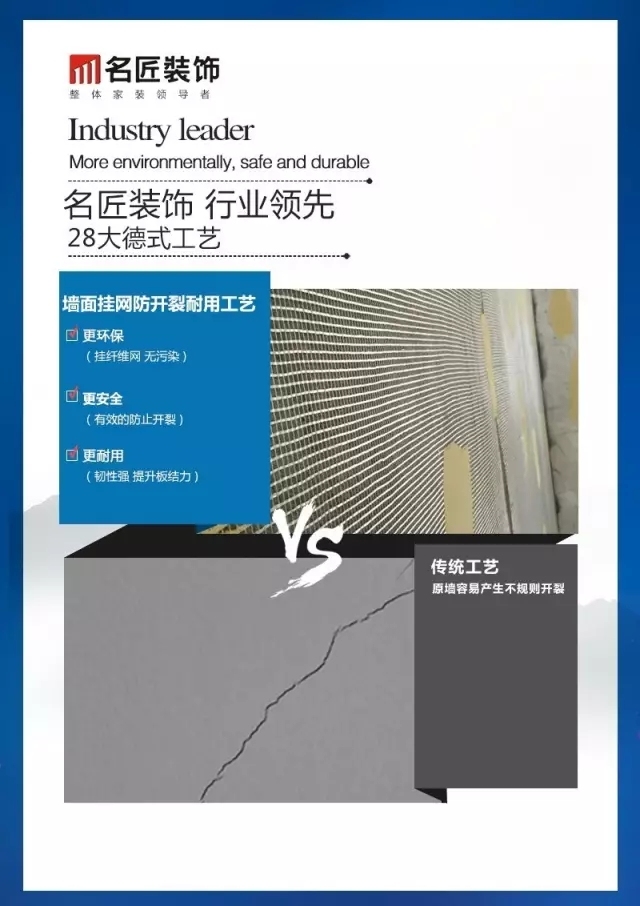 名匠装饰
整体家装领导者
Industry leader
More environmentally, safe and durable
名匠装饰 行业领先
28大德式工艺
墙面挂网防开裂耐用工艺
更环保
（挂纤维网 无污染）
更安全
（有效的防止开裂）
更耐用
（韧性强 提升板结力）
VS
传统工艺
原墙容易产生不规则开裂